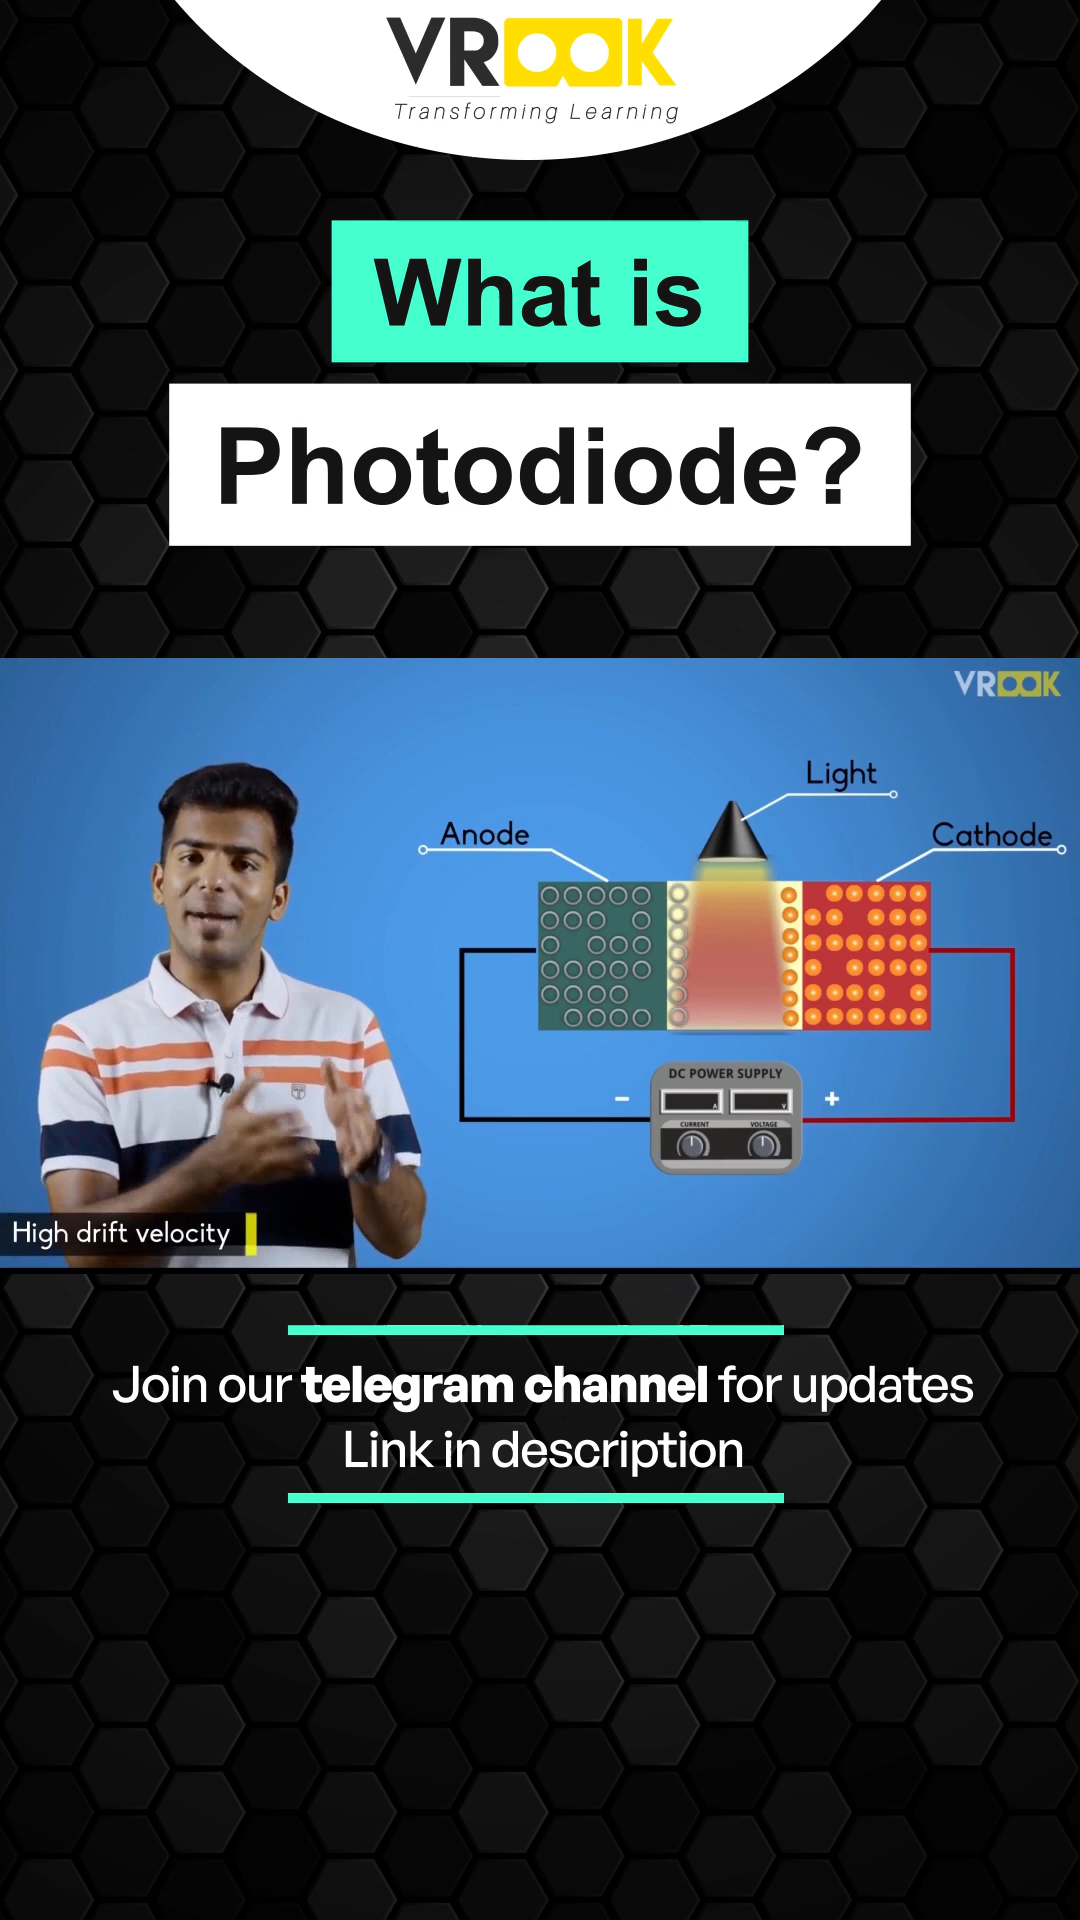 VROOK
Transforming Learning
What is
Photodiode?
VROOK
Light
Anode
Cathode
DC POWER SUPPLY
A
V
− +
CURRENT
VOLTAGE
High drift velocity
Join our telegram channel for updates
Link in description